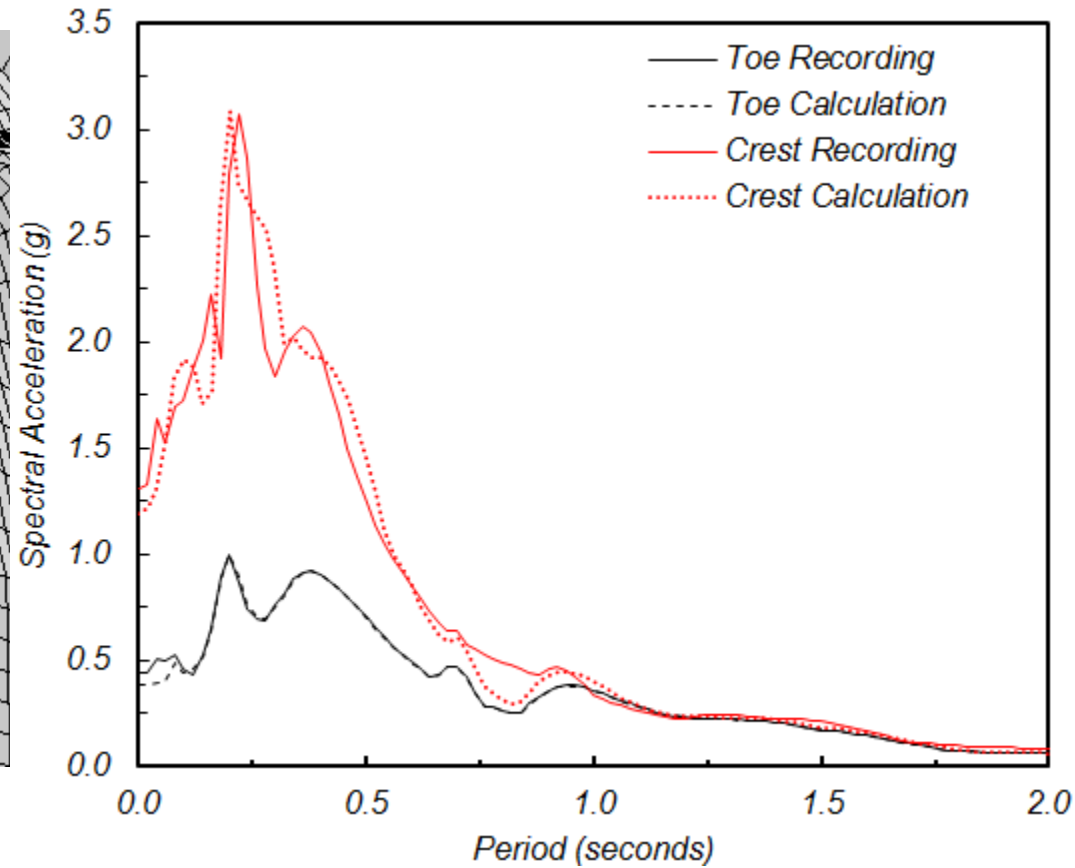 3.5
3.0
2.5
2.0
1.5
1.0
0.5
0.0
Spectral Acceleration (g)
Toe Recording
Toe Calculation
Crest Recording
Crest Calculation
0.0 0.5 1.0 1.5 2.0
Period (seconds)